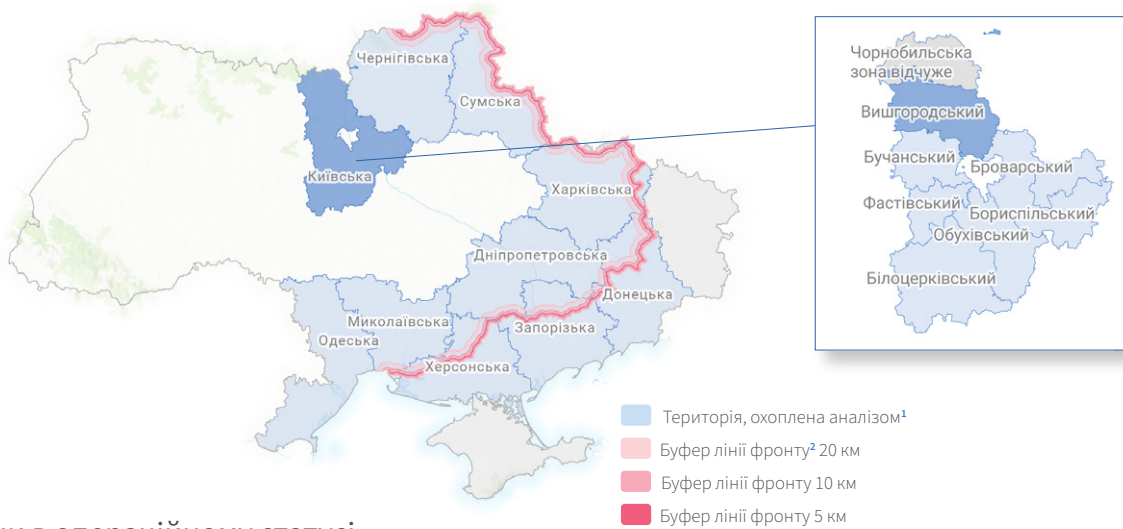 Чернігівська
Сумська
Київська
Харківська
Дніпропетровська
Донецька
Миколаївська
Запорізька
Одеська
Херсонська
Чорнобильська
зона відчуже
Вишгородський
Бучанський
Броварський
Фастівський
Бориспільський
Обухівський
Білоцерківський
Територія, охоплена аналізом¹
Буфер лінії фронту² 20 км
Буфер лінії фронту 10 км
Буфер лінії фронту 5 км